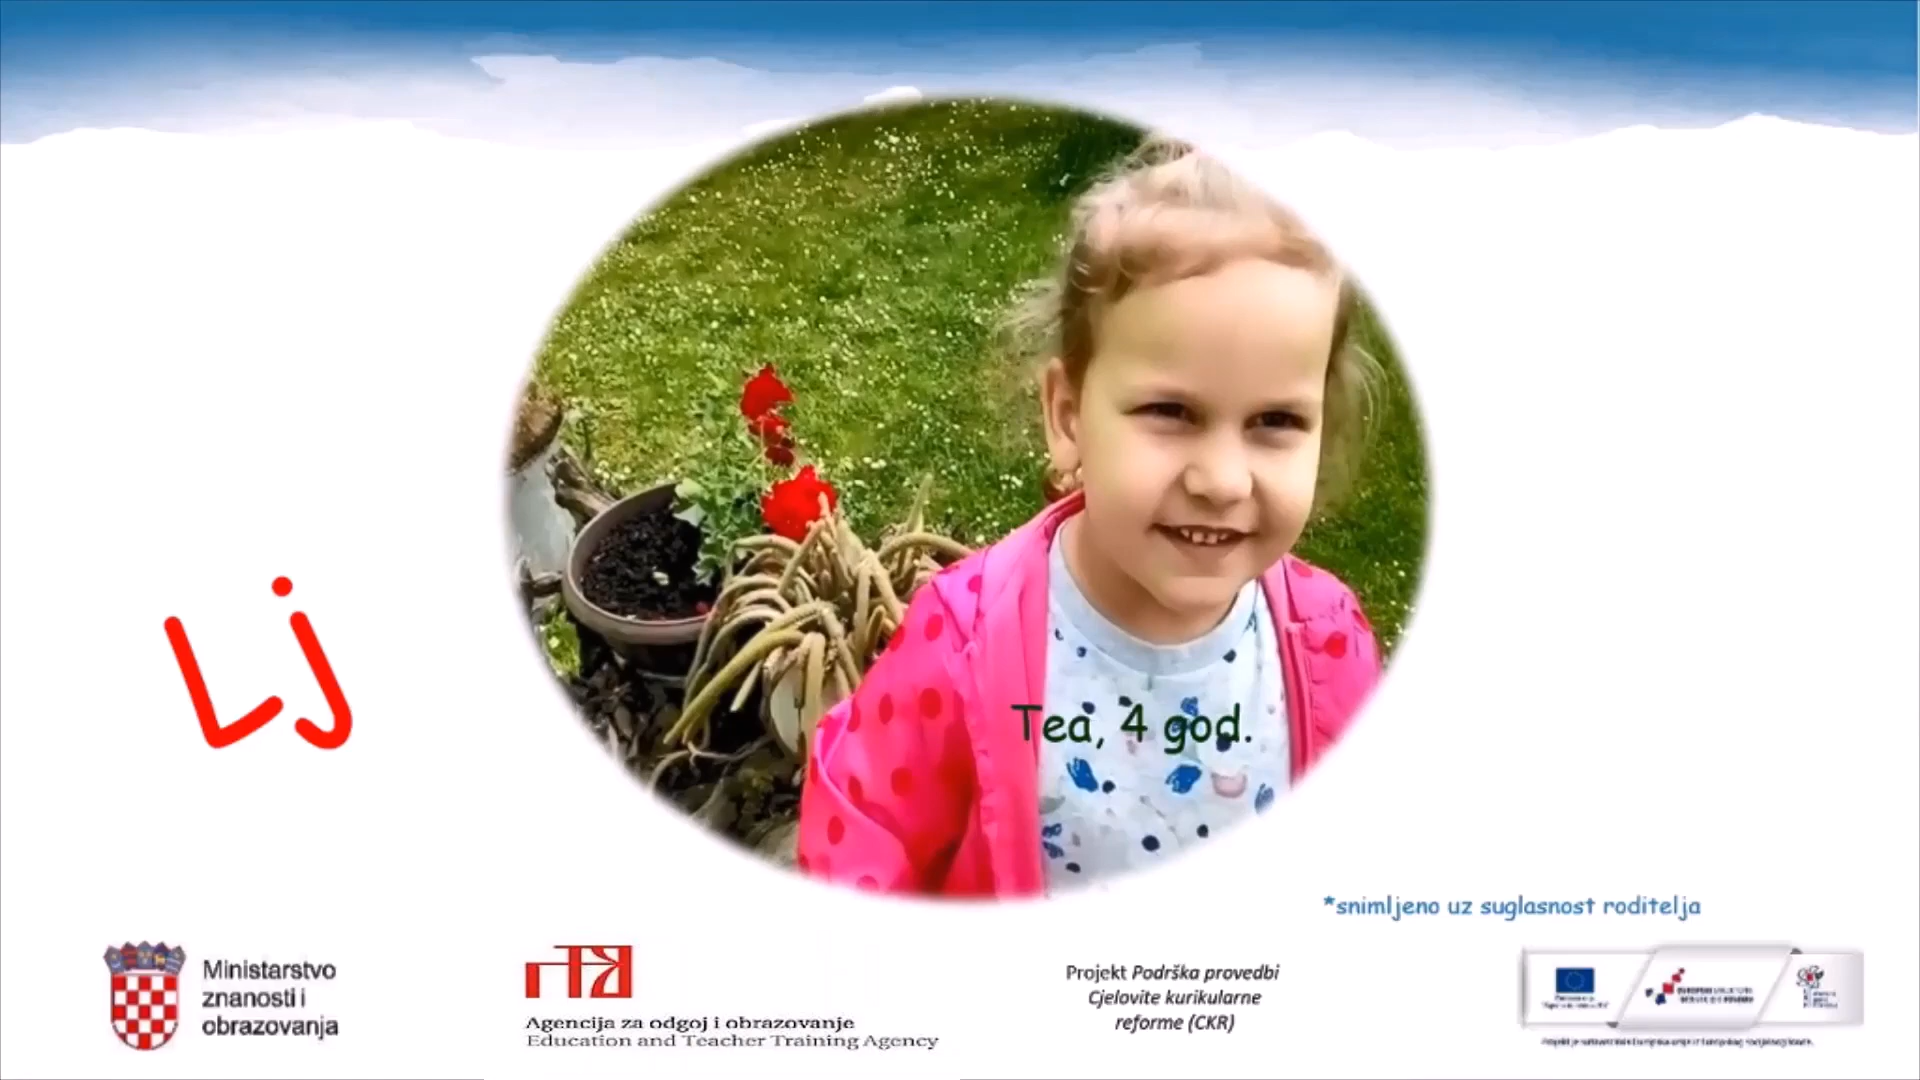 Lj
Tea, 4 god.
*snimljeno uz suglasnost roditelja
Ministarstvo
znanosti i
obrazovanja
Agencija za odgoj i obrazovanje
Education and Teacher Training Agency
Projekt Podrška provedbi
Cjelovite kurikularne
reforme (CKR)